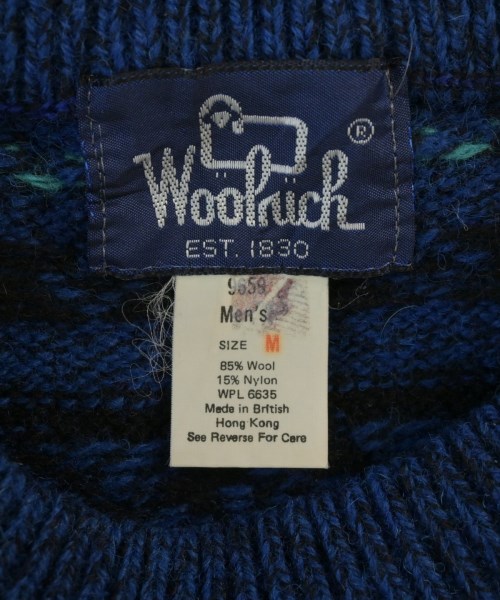 ®
Woolrich
EST. 1830
9659
Men's
SIZE M
85% Wool
15% Nylon
WPL 6635
Made in British
Hong Kong
See Reverse For Care